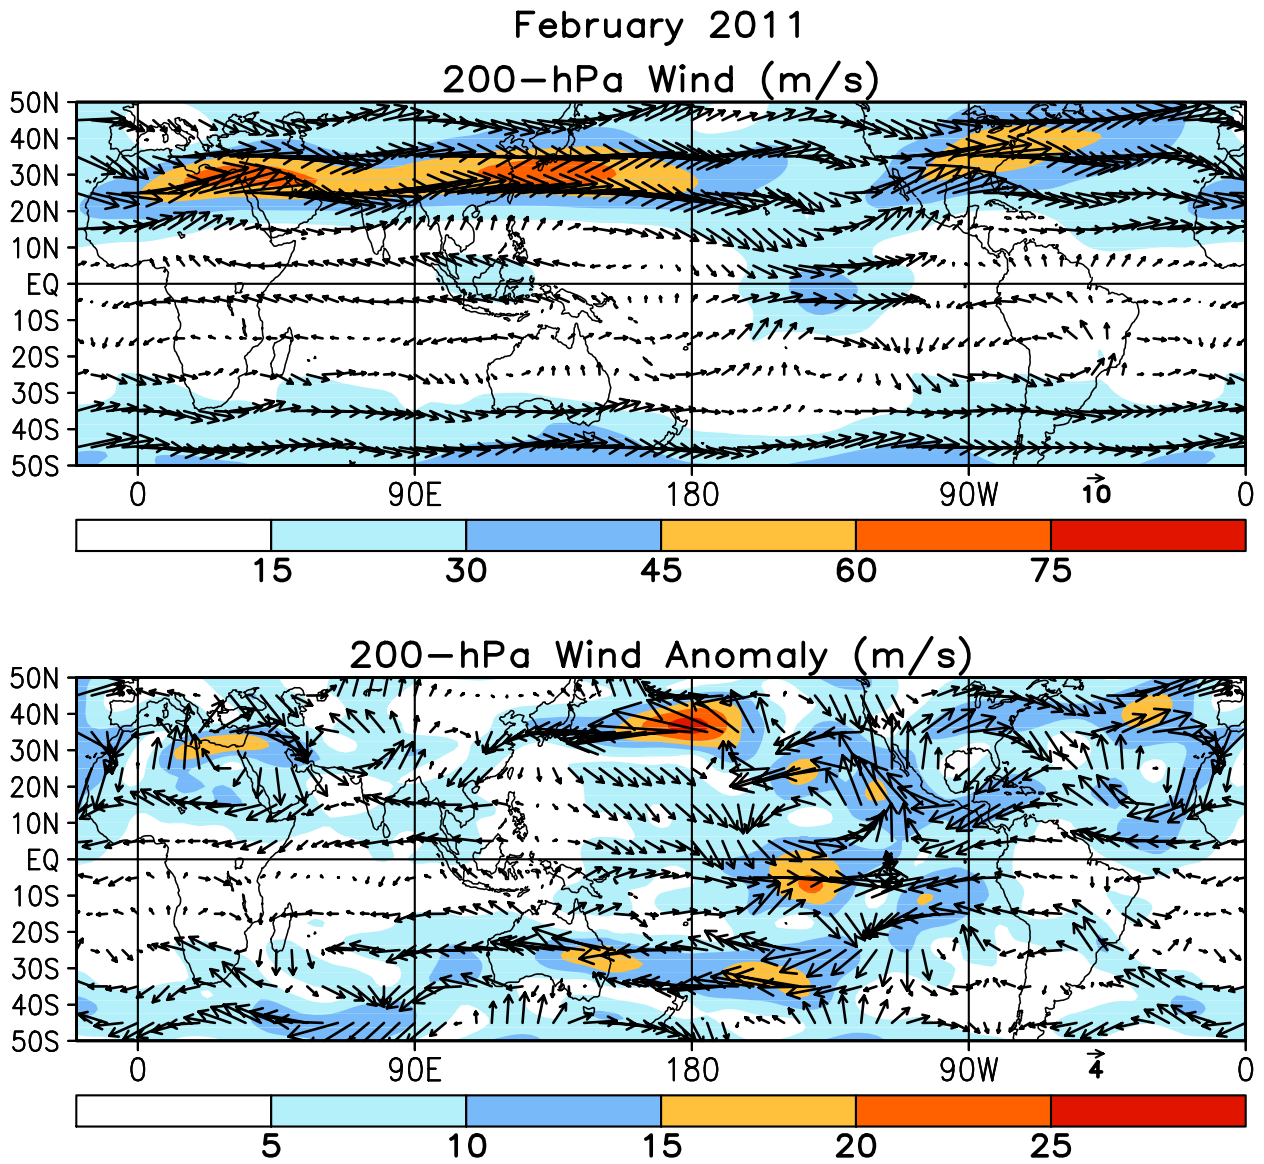 February 2011
200-hPa Wind (m/s)
50N
40N
30N
20N
10N
EQ
10S
20S
30S
40S
50S
0 90E 180 90W 10 0
15 30 45 60 75
200-hPa Wind Anomaly (m/s)
50N
40N
30N
20N
10N
EQ
10S
20S
30S
40S
50S
0 90E 180 90W 4 0
5 10 15 20 25